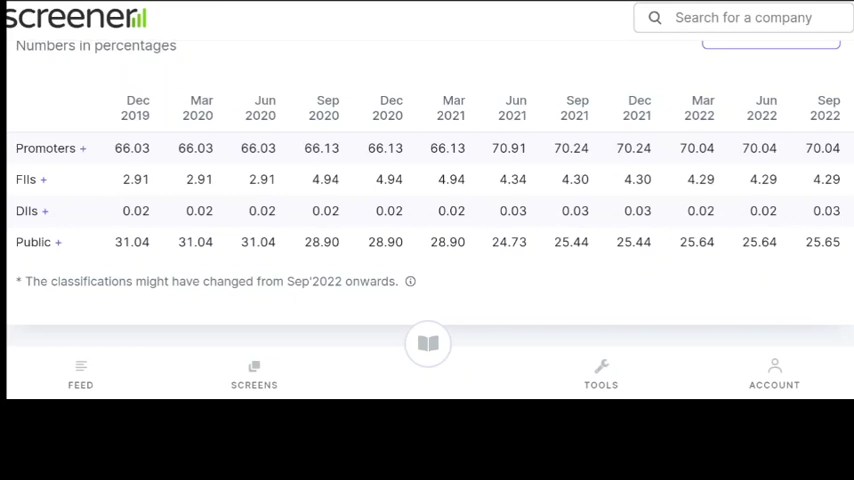 screener
Search for a company
Numbers in percentages
Dec 2019 Mar 2020 Jun 2020 Sep 2020 Dec 2020 Mar 2021 Jun 2021 Sep 2021 Dec 2021 Mar 2022 Jun 2022 Sep 2022
Promoters + 66.03 66.03 66.03 66.13 66.13 66.13 70.91 70.24 70.24 70.04 70.04 70.04
FIIs + 2.91 2.91 2.91 4.94 4.94 4.94 4.34 4.30 4.30 4.29 4.29 4.29
DIIs + 0.02 0.02 0.02 0.02 0.02 0.02 0.03 0.03 0.03 0.02 0.02 0.03
Public + 31.04 31.04 31.04 28.90 28.90 28.90 24.73 25.44 25.44 25.64 25.64 25.65
* The classifications might have changed from Sep'2022 onwards.
FEED SCREENS TOOLS ACCOUNT